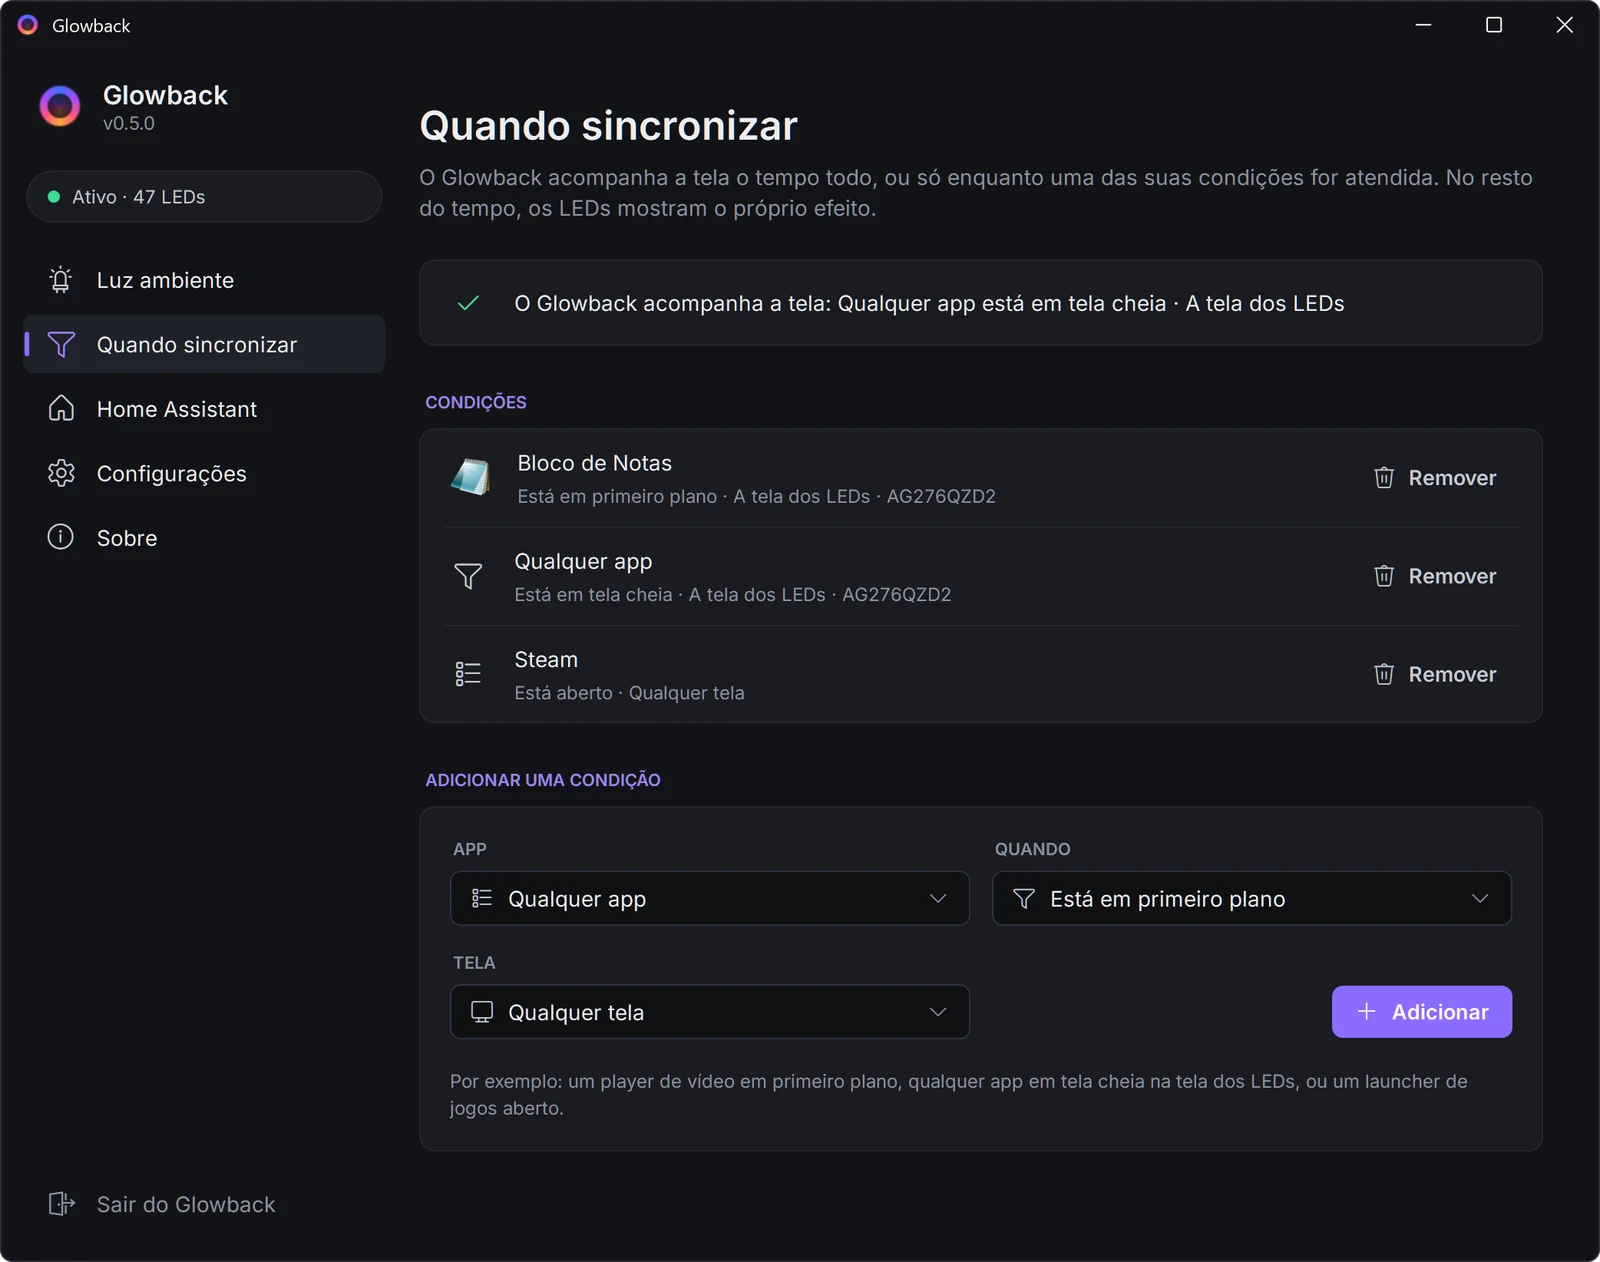 Glowback
Glowback
v0.5.0
Ativo · 47 LEDs
Luz ambiente
Quando sincronizar
Home Assistant
Configurações
Sobre
Sair do Glowback
Quando sincronizar
O Glowback acompanha a tela o tempo todo, ou só enquanto uma das suas condições for atendida. No resto
do tempo, os LEDs mostram o próprio efeito.
O Glowback acompanha a tela: Qualquer app está em tela cheia · A tela dos LEDs
CONDIÇÕES
Bloco de Notas
Está em primeiro plano · A tela dos LEDs · AG276QZD2
Remover
Qualquer app
Está em tela cheia · A tela dos LEDs · AG276QZD2
Remover
Steam
Está aberto · Qualquer tela
Remover
ADICIONAR UMA CONDIÇÃO
APP
Qualquer app
QUANDO
Está em primeiro plano
TELA
Qualquer tela
Adicionar
Por exemplo: um player de vídeo em primeiro plano, qualquer app em tela cheia na tela dos LEDs, ou um launcher de
jogos aberto.